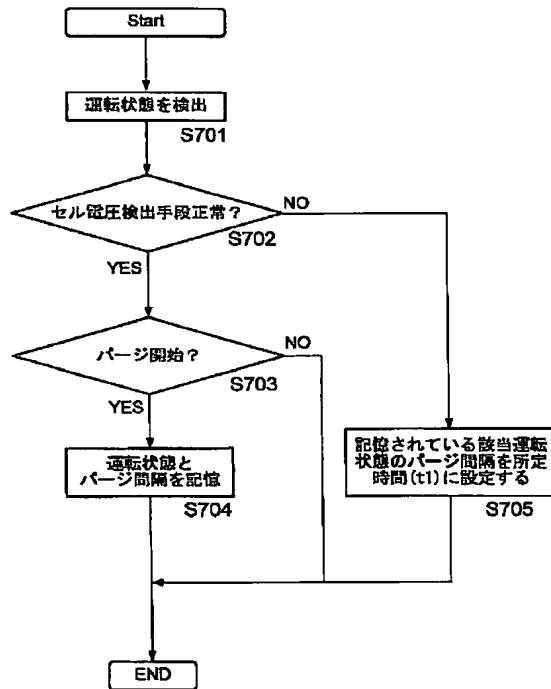 Start
運転状態を検出
S701
セル電圧検出手段正常？
NO
S702
YES
パージ開始？
NO
S703
YES
運転状態と
パージ間隔を記憶
S704
記憶されている該当運転
状態のパージ間隔を所定
時間(t1)に設定する
S705
END